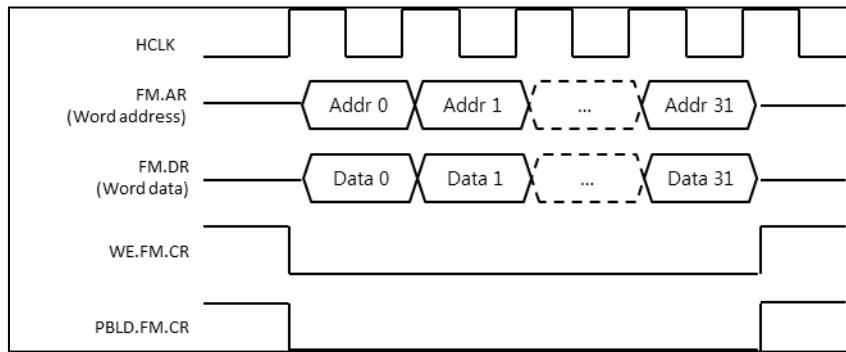 HCLK
FM.AR
(Word address)
Addr 0 Addr 1 ... Addr 31
FM.DR
(Word data)
Data 0 Data 1 ... Data 31
WE.FM.CR
PBLD.FM.CR